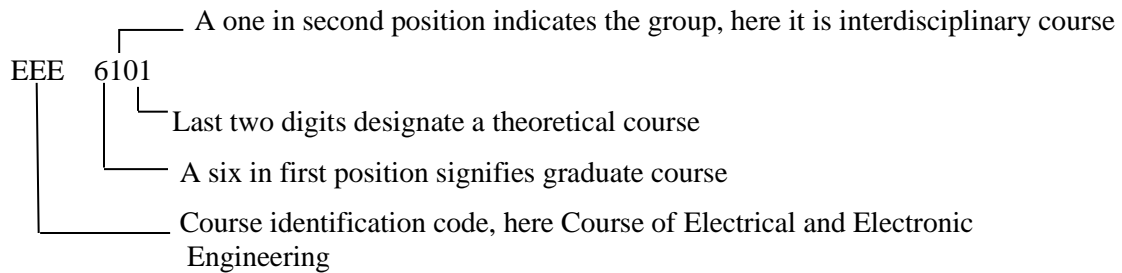 A one in second position indicates the group, here it is interdisciplinary course
EEE 6101
Last two digits designate a theoretical course
A six in first position signifies graduate course
Course identification code, here Course of Electrical and Electronic
Engineering